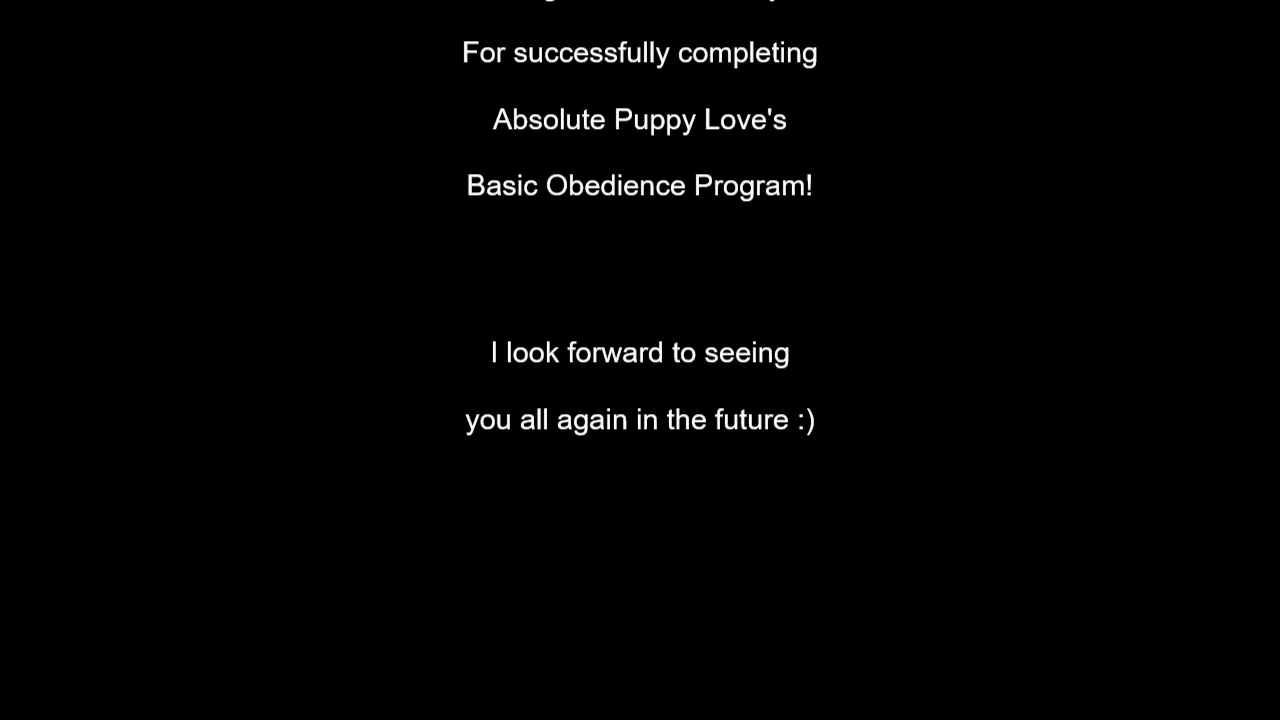 For successfully completing
Absolute Puppy Love's
Basic Obedience Program!
I look forward to seeing
you all again in the future :)